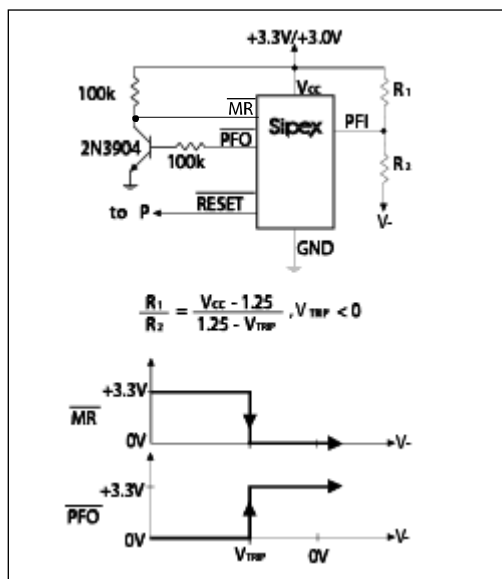 +3.3V/+3.0V
100k
MR
Vcc
R1
Sipex
PFI
2N3904
100k
PFO
R2
to P
RESET
V-
GND
R1/R2 = Vcc - 1.25/1.25 - VTRIP , VTRIP < 0
+3.3V
MR
0V
V-
+3.3V
PFO
0V
V-
VTRIP
0V